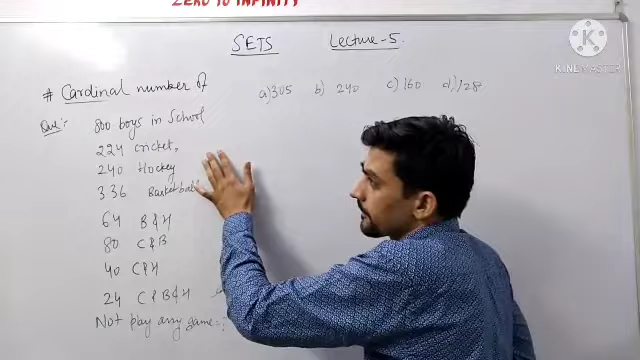 ZERO TO INFINITY
SETS Lecture-5.
# Cardinal number of
a) 305 b) 240 c) 160 d) 128
Que:- 800 boys in School
224 cricket,
240 Hockey
336 Basketball
64 B & H
80 C & B
40 C & H
24 C & B & H
Not play any game :
KINEMASTER